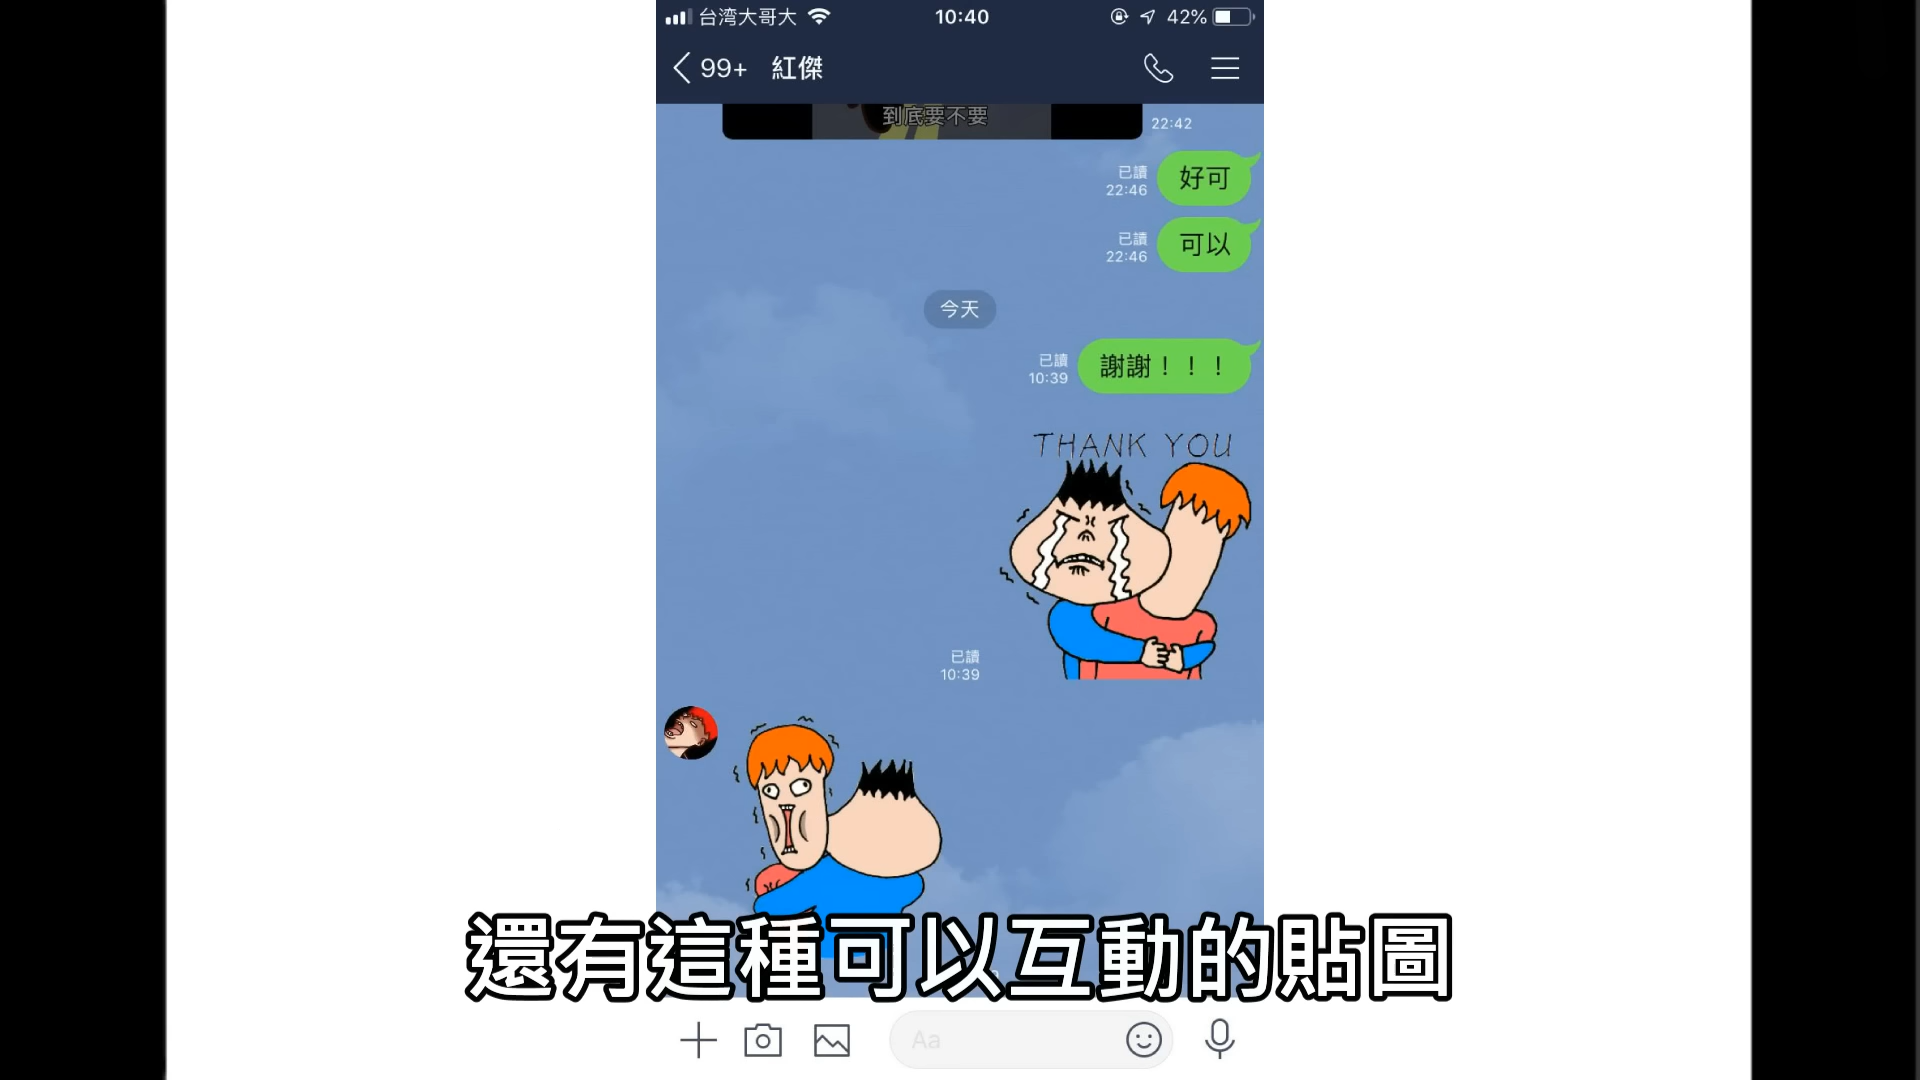 台湾大哥大 10:40 42%
99+ 紅傑
到底要不要
22:42
已讀
22:46
好可
已讀
22:46
可以
今天
已讀
10:39
謝謝！！！
THANK YOU
已讀
10:39
還有這種可以互動的貼圖
Aa